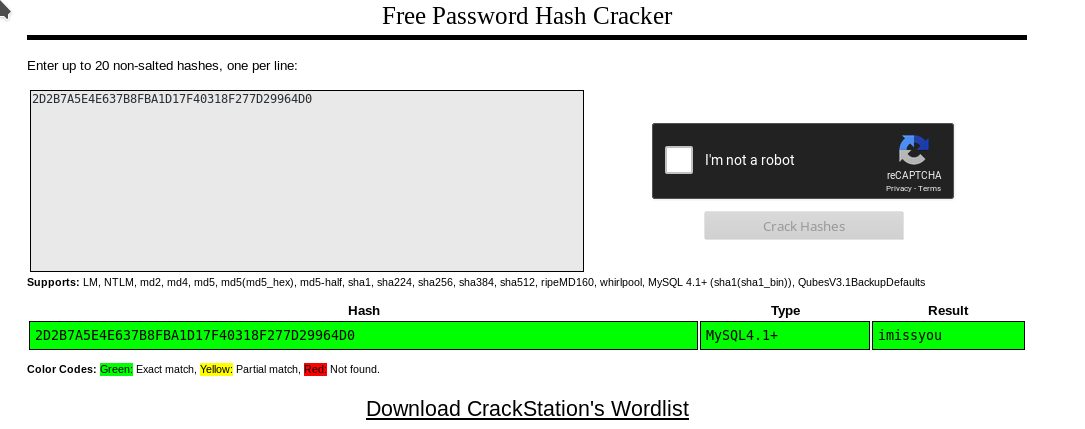 Free Password Hash Cracker
Enter up to 20 non-salted hashes, one per line:
2D2B7A5E4E637B8FBA1D17F40318F277D29964D0
I'm not a robot
reCAPTCHA
Privacy - Terms
Crack Hashes
Supports: LM, NTLM, md2, md4, md5, md5(md5_hex), md5-half, sha1, sha224, sha256, sha384, sha512, ripeMD160, whirlpool, MySQL 4.1+ (sha1(sha1_bin)), QubesV3.1BackupDefaults
Hash Type Result
2D2B7A5E4E637B8FBA1D17F40318F277D29964D0 MySQL4.1+ imissyou
Color Codes: Green: Exact match, Yellow: Partial match, Red: Not found.
Download CrackStation's Wordlist